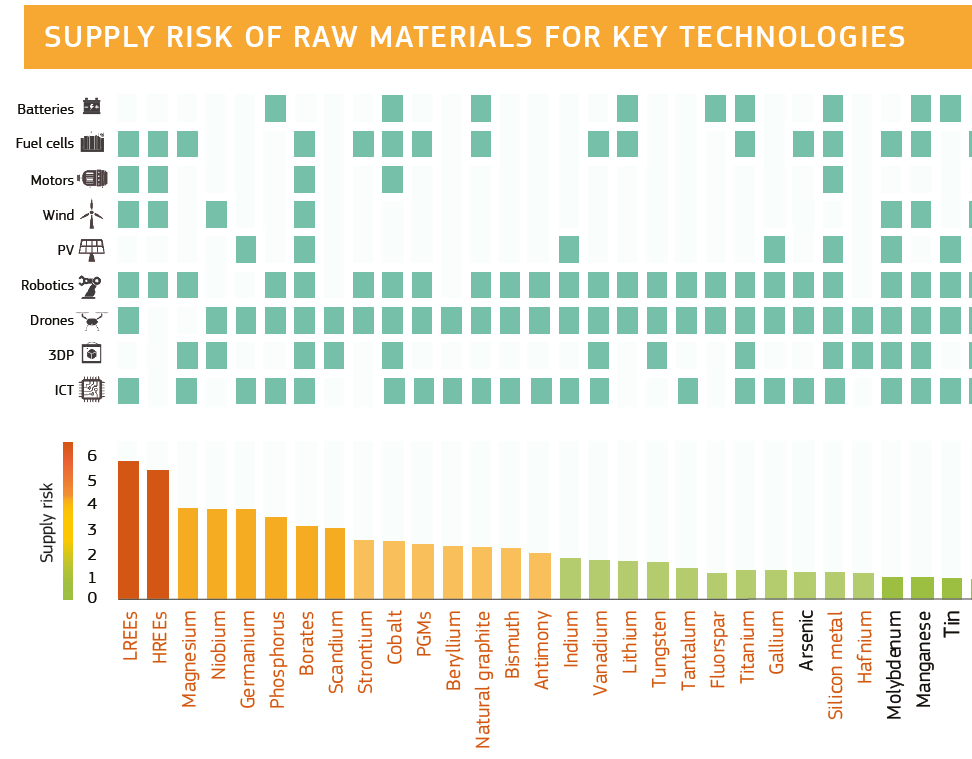 SUPPLY RISK OF RAW MATERIALS FOR KEY TECHNOLOGIES
Batteries
Fuel cells
Motors
Wind
PV
Robotics
Drones
3DP
ICT
Supply risk
6
5
4
3
2
1
0
LREEs
HREEs
Magnesium
Niobium
Germanium
Phosphorus
Borates
Scandium
Strontium
Cobalt
PGMs
Beryllium
Natural graphite
Bismuth
Antimony
Indium
Vanadium
Lithium
Tungsten
Tantalum
Fluorspar
Titanium
Gallium
Arsenic
Silicon metal
Hafnium
Molybdenum
Manganese
Tin